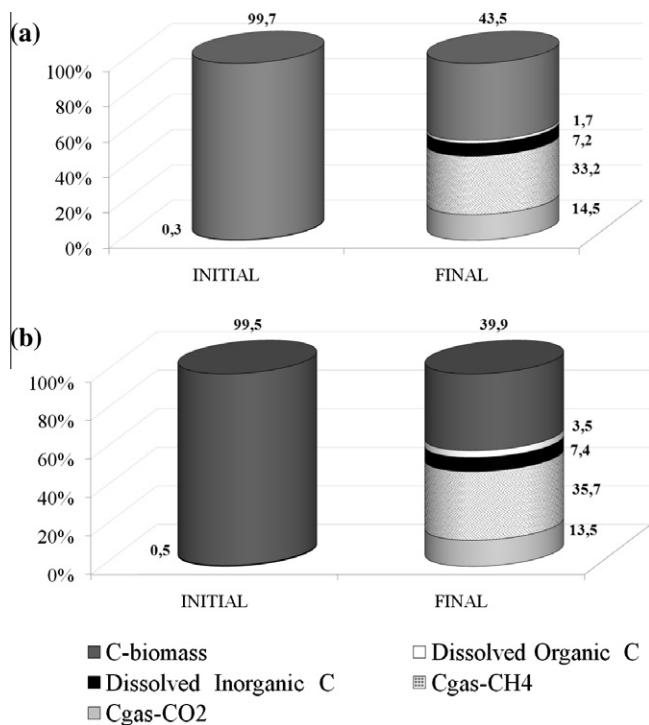 (a)
99,7
43,5
100%
80%
60%
40%
20%
0%
1,7
7,2
33,2
14,5
0,3
INITIAL
FINAL
(b)
99,5
39,9
100%
80%
60%
40%
20%
0%
3,5
7,4
35,7
13,5
0,5
INITIAL
FINAL
C-biomass
Dissolved Organic C
Dissolved Inorganic C
Cgas-CH4
Cgas-CO2